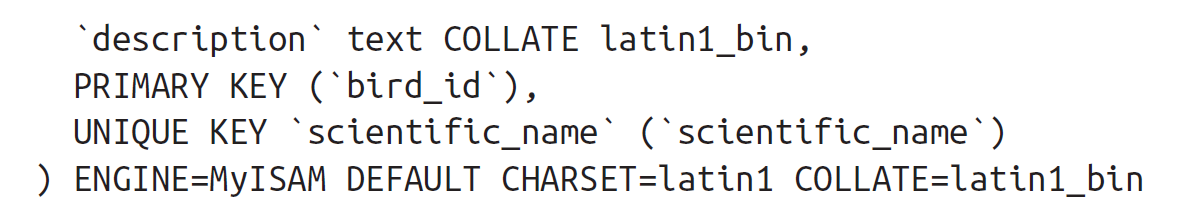 `description` text COLLATE latin1_bin,
PRIMARY KEY (`bird_id`),
UNIQUE KEY `scientific_name` (`scientific_name`)
) ENGINE=MyISAM DEFAULT CHARSET=latin1 COLLATE=latin1_bin